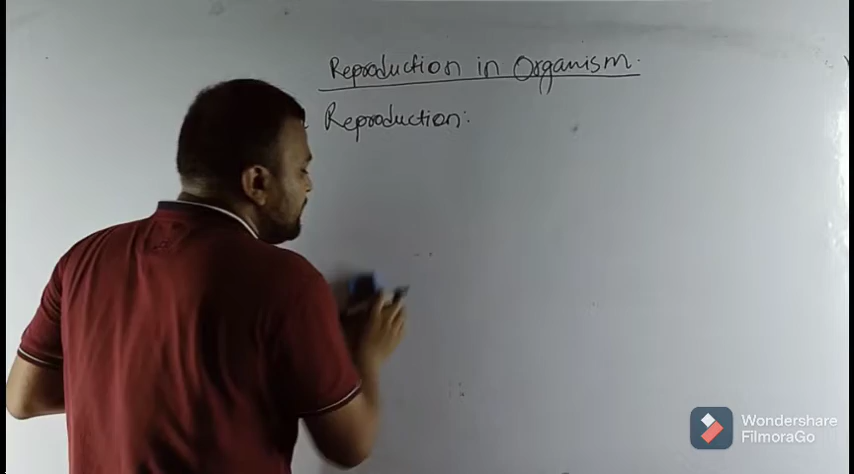 Reproduction in Organism.
Reproduction:
Wondershare
FilmoraGo